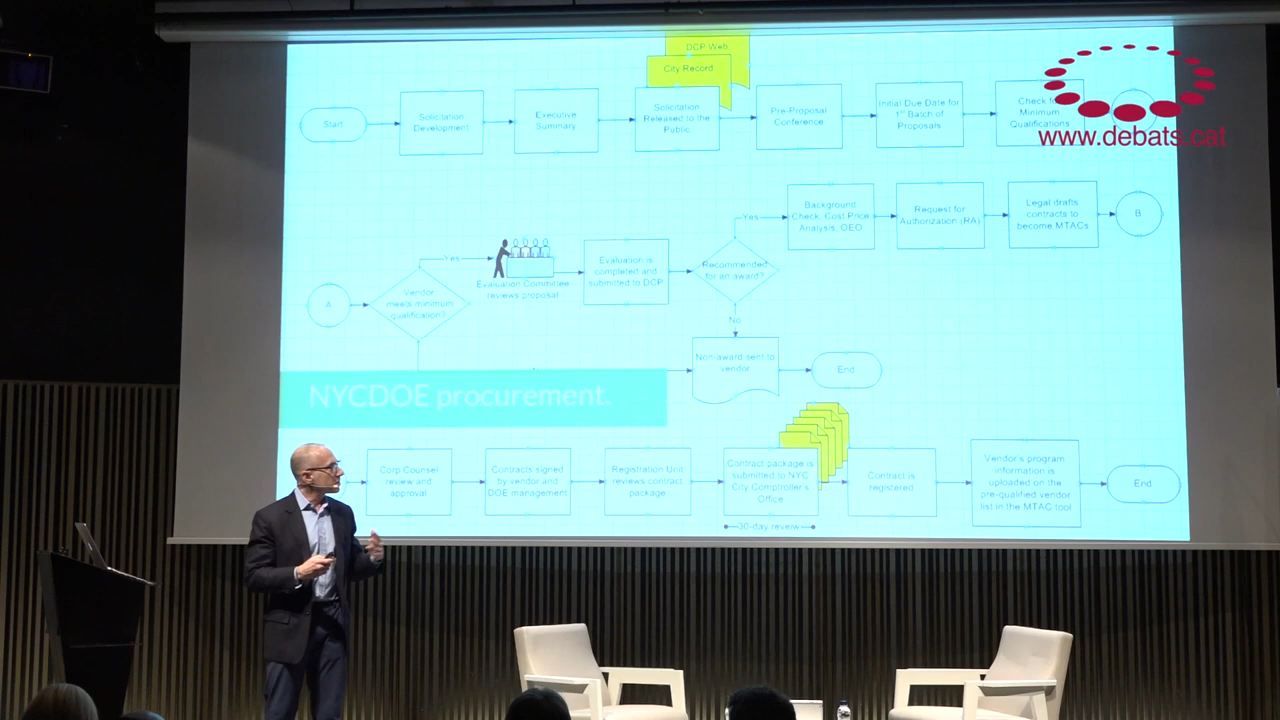 DCP Web
City Record
Start
Solicitation
Development
Executive
Summary
Solicitation
Released to the
Public
Pre-Proposal
Conference
Initial Due Date for
1st Batch of
Proposals
Check for
Minimum
Qualifications
www.debats.cat
A
Vendor
meets minimum
qualification?
Yes
Evaluation Committee
reviews proposal
Evaluation is
completed and
submitted to DCP
Recommended
for an award?
Yes
Background
Check, Cost Price
Analysis, OEO
Request for
Authorization (RA)
Legal drafts
contracts to
become MTACs
B
No
Non-award sent to
vendor
End
NYCDOE procurement.
Corp Counsel
review and
approval
Contracts signed
by vendor and
DOE management
Registration Unit
reviews contract
package
Contract package is
submitted to NYC
City Comptroller's
Office
30-day reveiw
Contract is
registered
Vendor's program
information is
uploaded on the
pre-qualified vendor
list in the MTAC tool
End